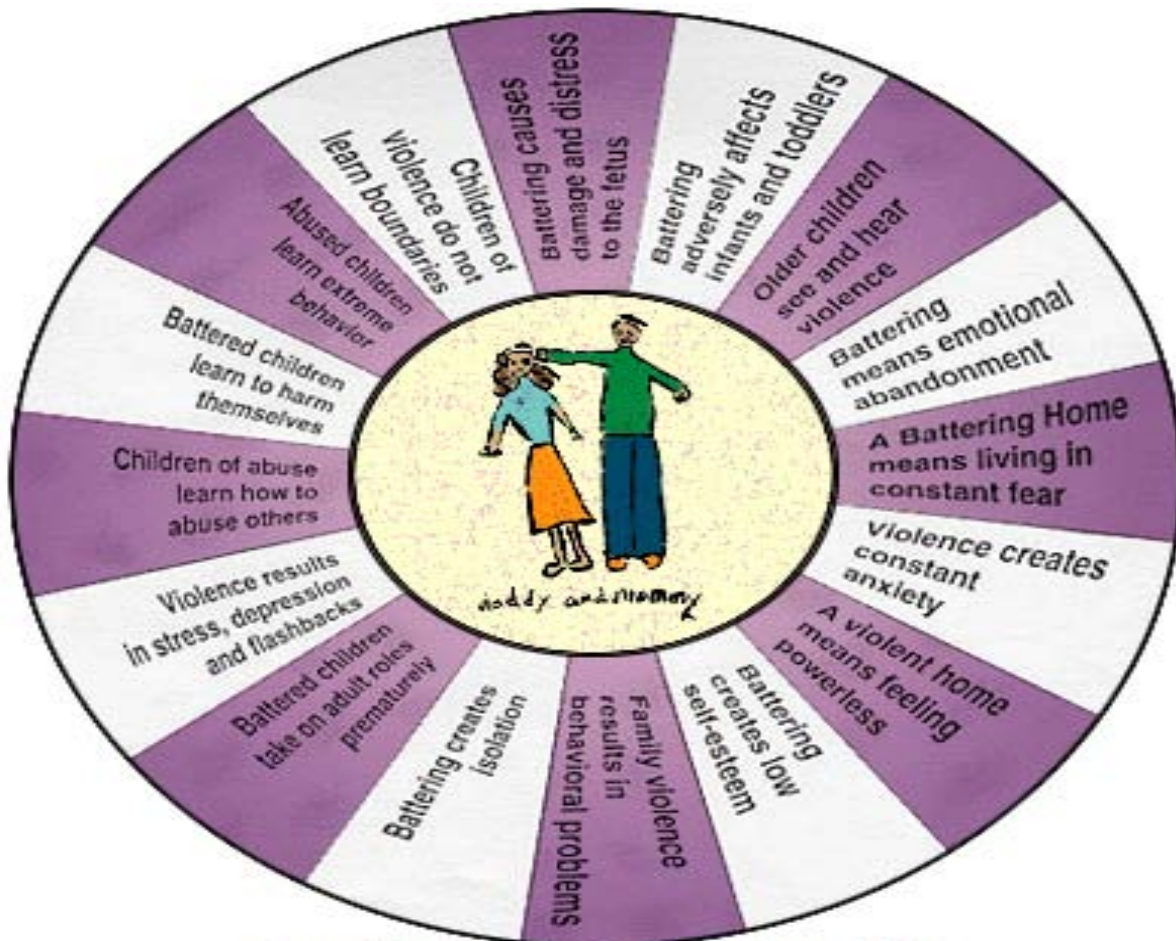 Battering causes
damage and distress
to the fetus
Battering
adversely affects
infants and toddlers
Older children
see and hear
violence
Battering
means emotional
abandonment
A Battering Home
means living in
constant fear
Violence creates
constant
anxiety
A violent home
means feeling
powerless
Battering
creates low
self-esteem
Family violence
results in
behavioral problems
Battering creates
isolation
Battered children
take on adult roles
prematurely
Violence results
in stress, depression
and flashbacks
Children of abuse
learn how to
abuse others
Battered children
learn to harm
themselves
Abused children
learn extreme
behavior
Children of
violence do not
learn boundaries
daddy and mommy